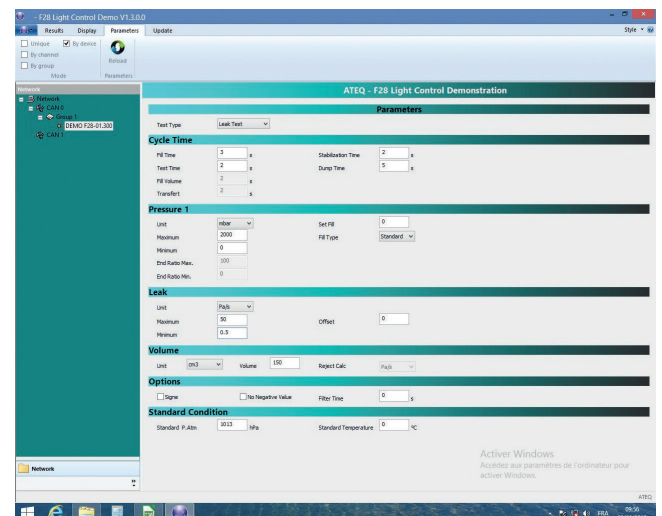 - F28 Light Control Demo V1.3.0.0
Results Display Parameters Update Style
Unique By device
By channel
By group
Reload
Mode Parameters
Network
ATEQ - F28 Light Control Demonstration
Network
CAN 0
Group 1
DEMO F28-01.300
CAN 1
Parameters
Test Type Leak Test
Cycle Time
Fill Time 3 s Stabilization Time 2 s
Test Time 2 s Dump Time 5 s
Fill Volume 2 s
Transfert 2 s
Pressure 1
Unit mbar Set Fill 0
Maximum 2000 Fill Type Standard
Minimum 0
End Ratio Max. 100
End Ratio Min. 0
Leak
Unit Pa/s
Maximum 50 Offset 0
Minimum 0.5
Volume
Unit cm3 Volume 150 Reject Calc Pa/s
Options
Signe No Negative Value Filter Time 0 s
Standard Condition
Standard P.Atm 1013 hPa Standard Temperature 0 °C
Activer Windows
Accédez aux paramètres de l'ordinateur pour
activer Windows.
Network
ATEQ
FRA 09:56